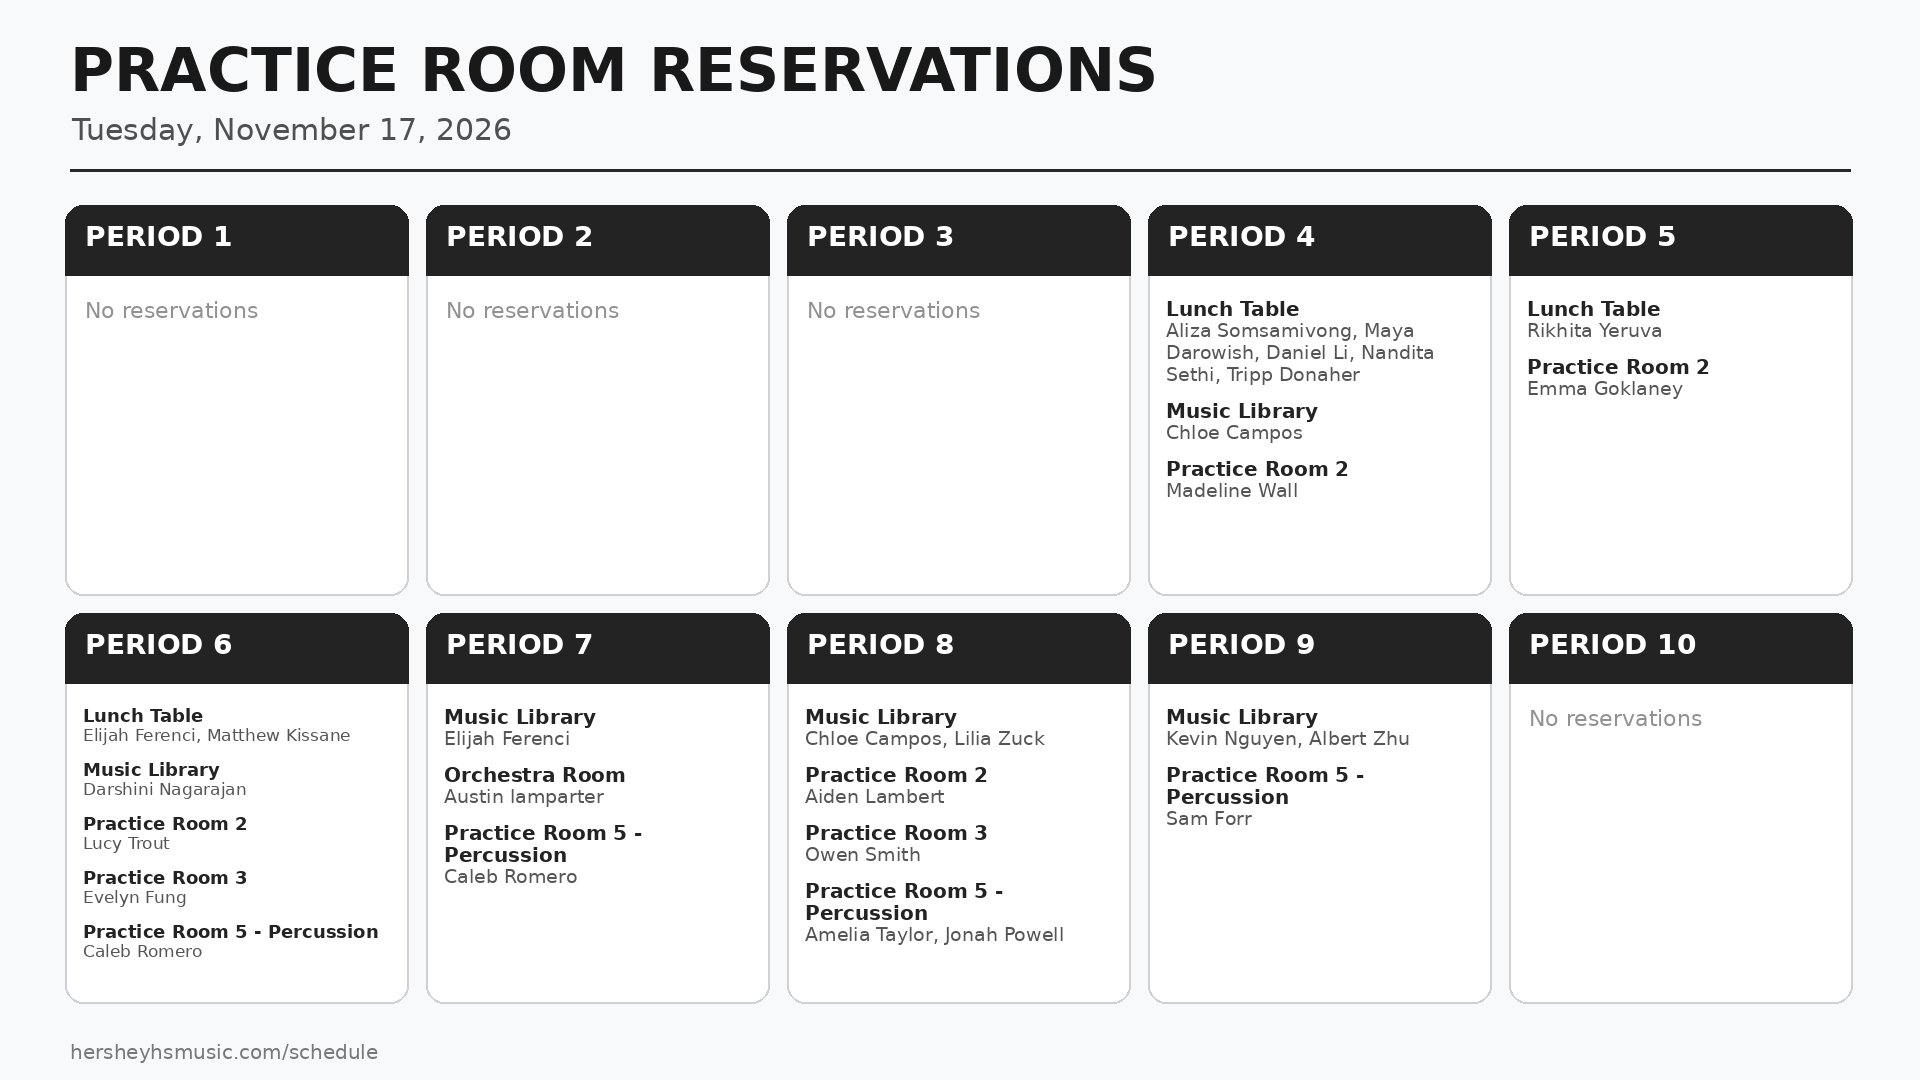 PRACTICE ROOM RESERVATIONS
Tuesday, November 17, 2026
PERIOD 1
No reservations
PERIOD 2
No reservations
PERIOD 3
No reservations
PERIOD 4
Lunch Table
Aliza Somsamivong, Maya
Darowish, Daniel Li, Nandita
Sethi, Tripp Donaher
Music Library
Chloe Campos
Practice Room 2
Madeline Wall
PERIOD 5
Lunch Table
Rikhita Yeruva
Practice Room 2
Emma Goklaney
PERIOD 6
Lunch Table
Elijah Ferenci, Matthew Kissane
Music Library
Darshini Nagarajan
Practice Room 2
Lucy Trout
Practice Room 3
Evelyn Fung
Practice Room 5 - Percussion
Caleb Romero
PERIOD 7
Music Library
Elijah Ferenci
Orchestra Room
Austin lamparter
Practice Room 5 -
Percussion
Caleb Romero
PERIOD 8
Music Library
Chloe Campos, Lilia Zuck
Practice Room 2
Aiden Lambert
Practice Room 3
Owen Smith
Practice Room 5 -
Percussion
Amelia Taylor, Jonah Powell
PERIOD 9
Music Library
Kevin Nguyen, Albert Zhu
Practice Room 5 -
Percussion
Sam Forr
PERIOD 10
No reservations
hersheyhsmusic.com/schedule